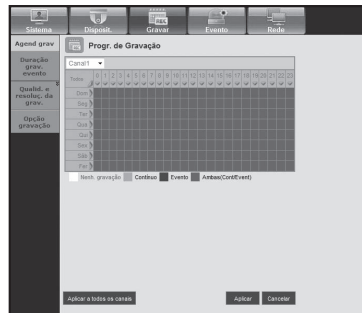 Sistema Disposit. Gravar Evento Rede
Agend grav
Duração grav. evento
Qualid. e resoluç. da grav.
Opção gravação
Progr. de Gravação
Canal1
Todos 0 1 2 3 4 5 6 7 8 9 10 11 12 13 14 15 16 17 18 19 20 21 22 23
Dom
Seg
Ter
Qua
Qui
Sex
Sáb
Fer
Nenh. gravação Contínuo Evento Ambas(Cont/Event)
Aplicar a todos os canais Aplicar Cancelar